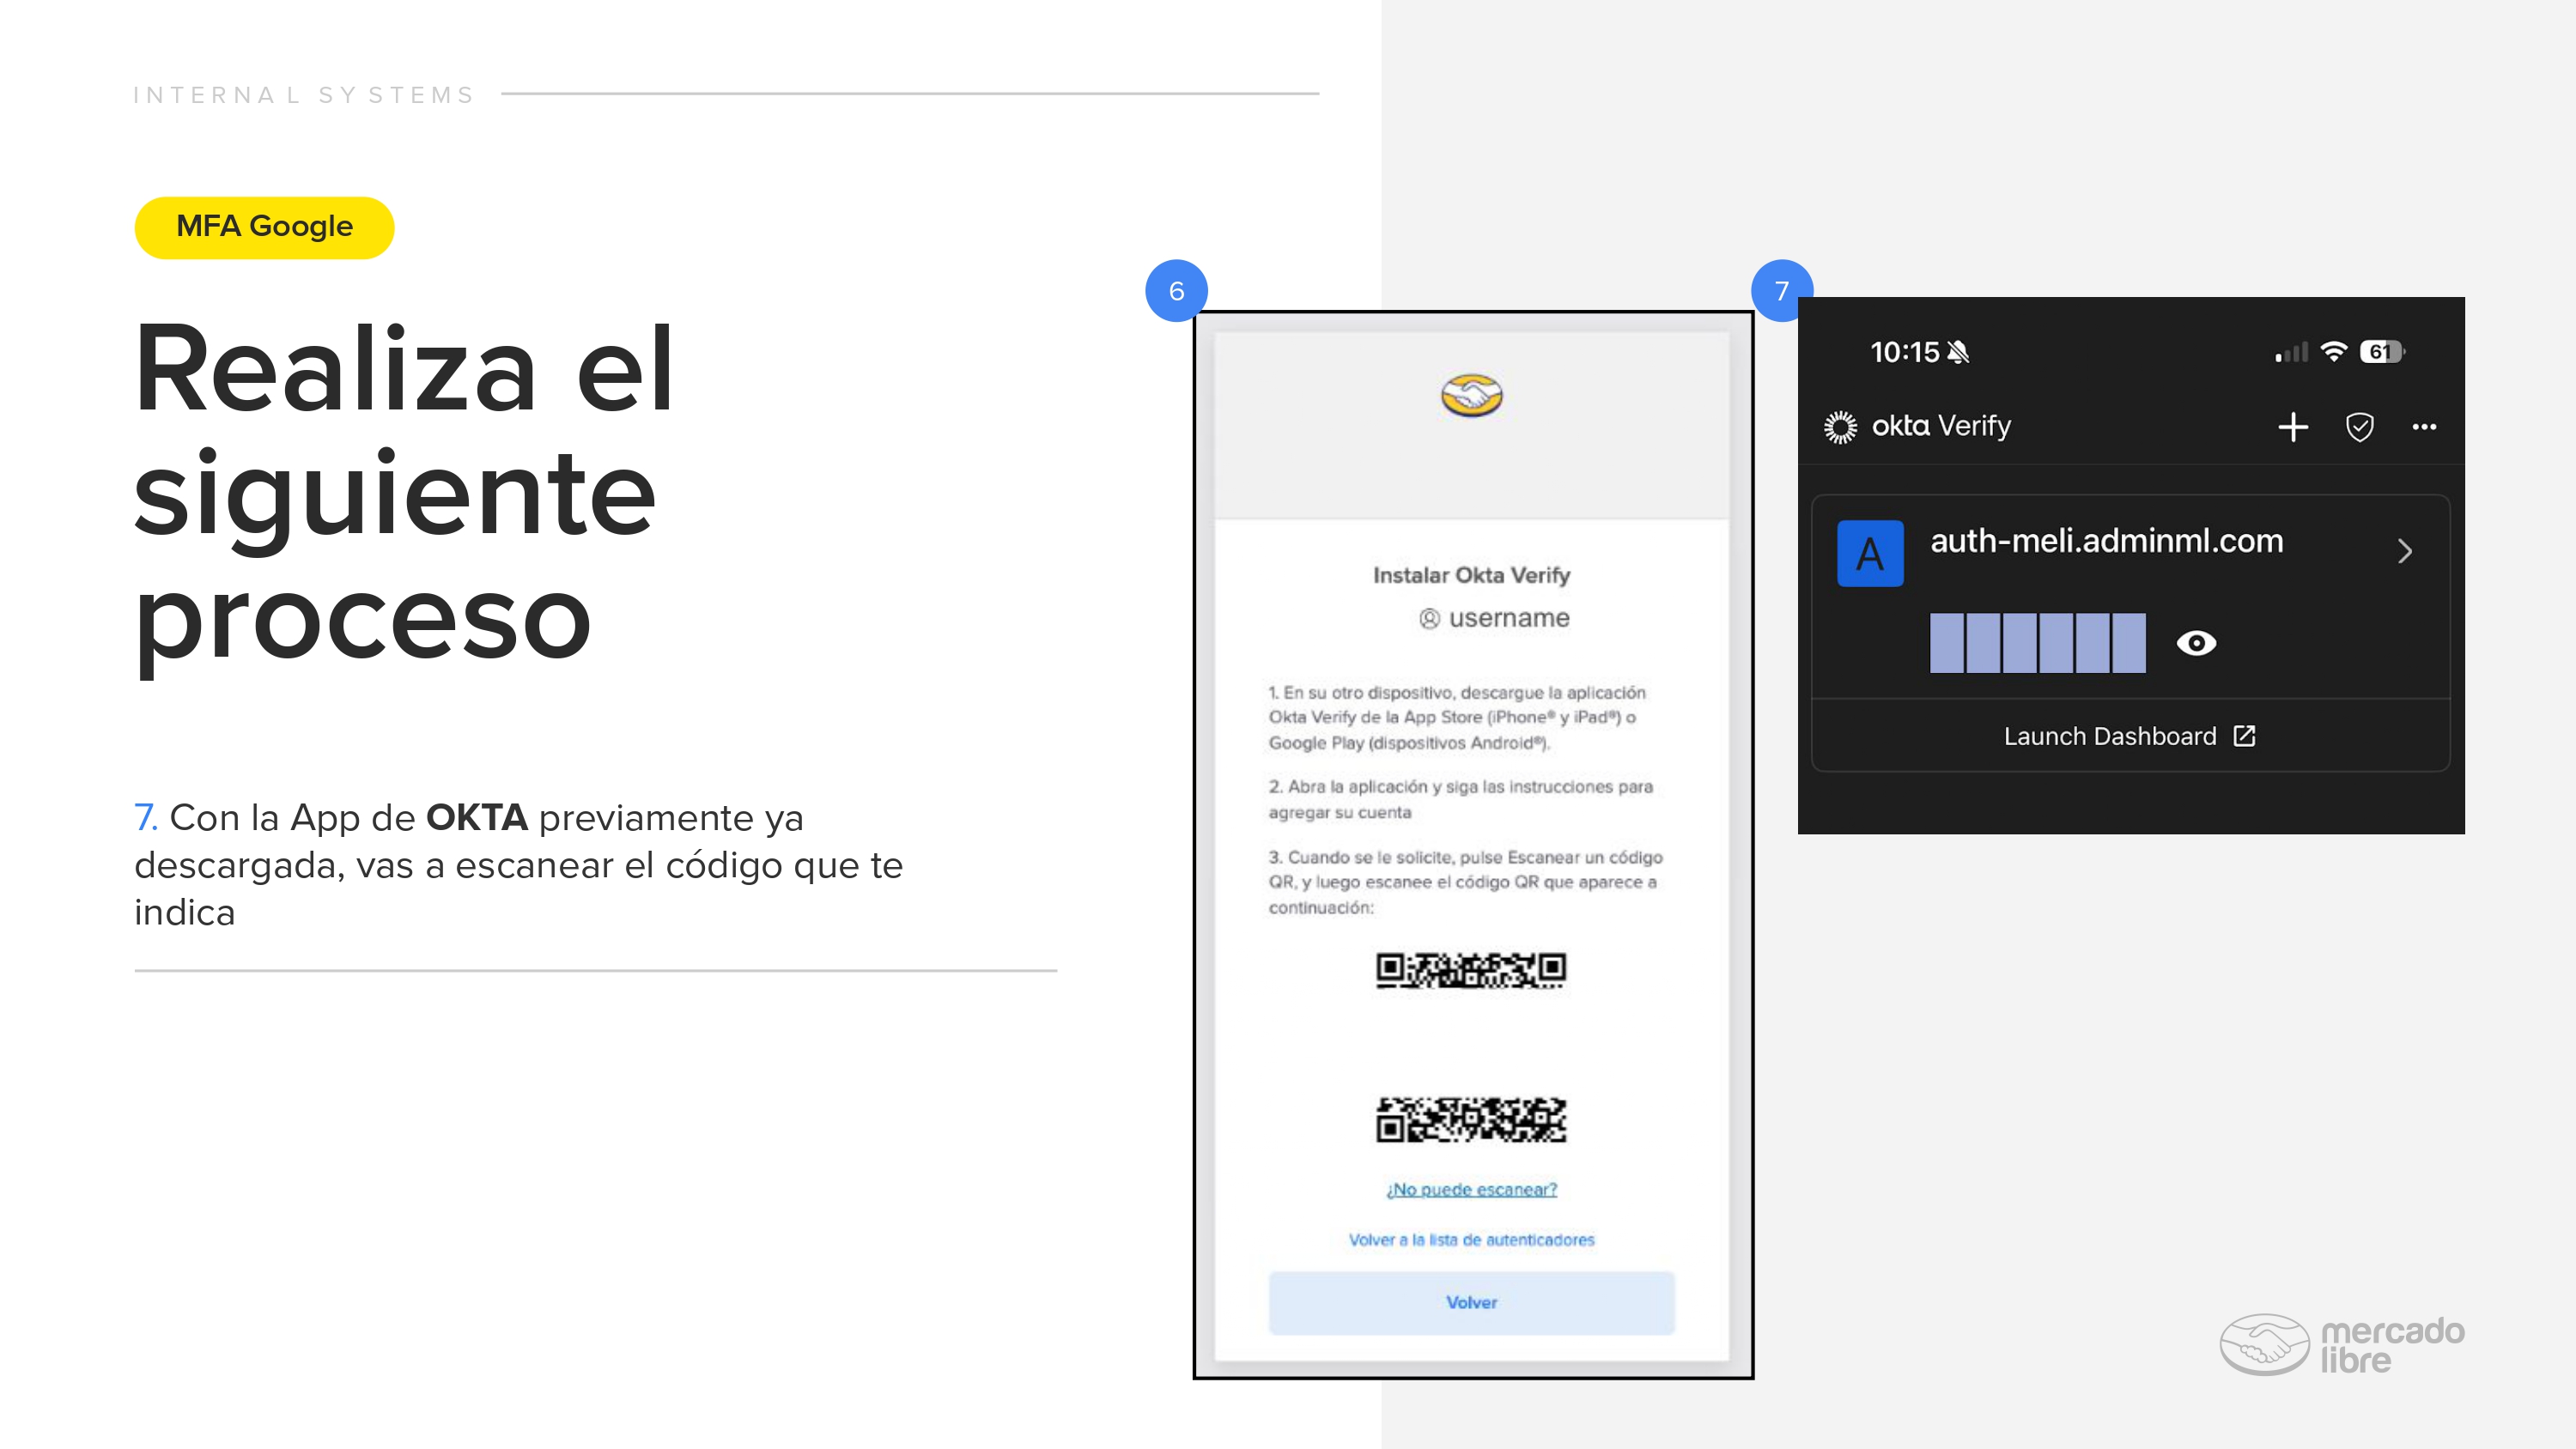 INTERNAL SYSTEMS
MFA Google
Realiza el
siguiente
proceso
7. Con la App de OKTA previamente ya
descargada, vas a escanear el código que te
indica
6
Instalar Okta Verify
username
1. En su otro dispositivo, descargue la aplicación
Okta Verify de la App Store (iPhone® y iPad®) o
Google Play (dispositivos Android®).
2. Abra la aplicación y siga las instrucciones para
agregar su cuenta
3. Cuando se le solicite, pulse Escanear un código
QR, y luego escanee el código QR que aparece a
continuación:
¿No puede escanear?
Volver a la lista de autenticadores
Volver
7
10:15
61
okta Verify
A
auth-meli.adminml.com
Launch Dashboard
mercado
libre